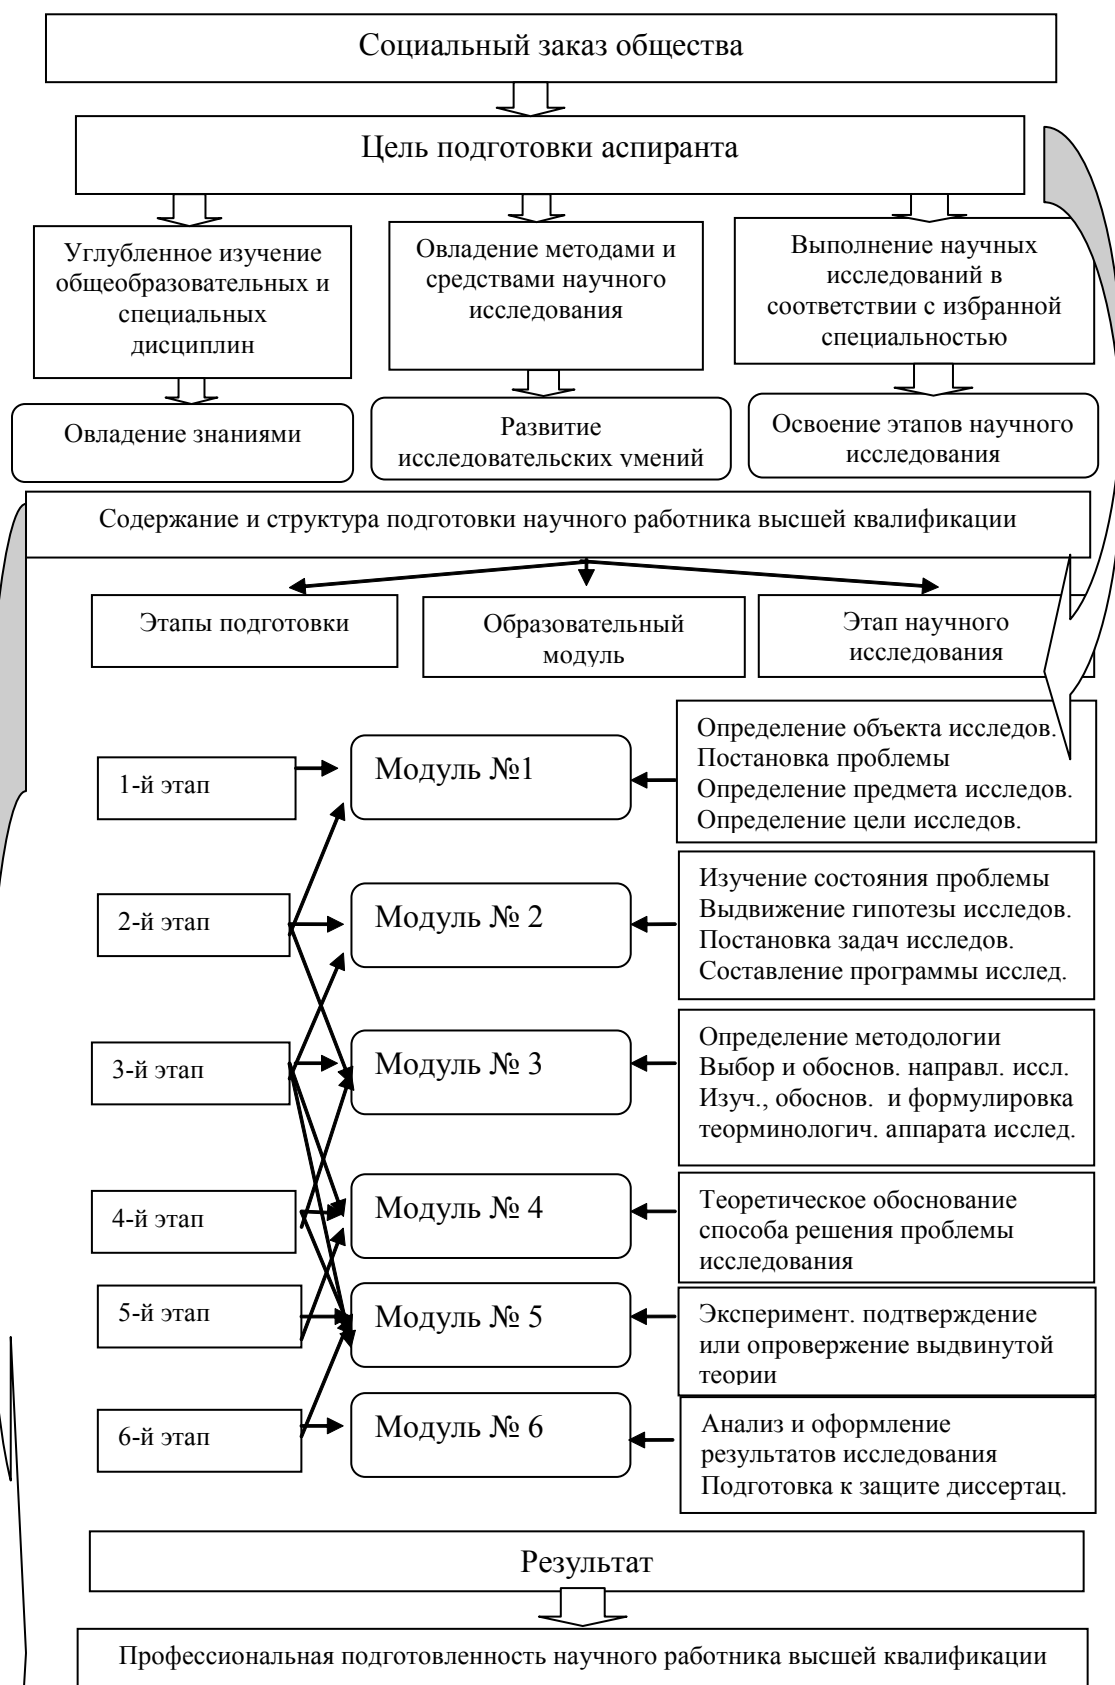 Социальный заказ общества
Цель подготовки аспиранта
Углубленное изучение
общеобразовательных и
специальных
дисциплин
Овладение методами и
средствами научного
исследования
Выполнение научных
исследований в
соответствии с избранной
специальностью
Овладение знаниями
Развитие
исследовательских умений
Освоение этапов научного
исследования
Содержание и структура подготовки научного работника высшей квалификации
Этапы подготовки
Образовательный
модуль
Этап научного
исследования
1-й этап
Модуль №1
Определение объекта исследов.
Постановка проблемы
Определение предмета исследов.
Определение цели исследов.
2-й этап
Модуль № 2
Изучение состояния проблемы
Выдвижение гипотезы исследов.
Постановка задач исследов.
Составление программы исслед.
3-й этап
Модуль № 3
Определение методологии
Выбор и обоснов. направл. иссл.
Изуч., обоснов. и формулировка
теорминологич. аппарата исслед.
4-й этап
Модуль № 4
Теоретическое обоснование
способа решения проблемы
исследования
5-й этап
Модуль № 5
Эксперимент. подтверждение
или опровержение выдвинутой
теории
6-й этап
Модуль № 6
Анализ и оформление
результатов исследования
Подготовка к защите диссертац.
Результат
Профессиональная подготовленность научного работника высшей квалификации